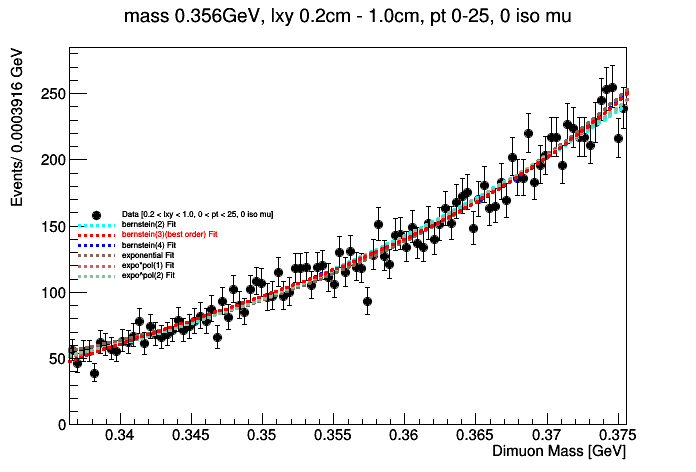 mass 0.356GeV, lxy 0.2cm - 1.0cm, pt 0-25, 0 iso mu
Events/ 0.0003916 GeV
250
200
150
100
50
0
Data [0.2 < lxy < 1.0, 0 < pt < 25, 0 iso mu]
bernstein(2) Fit
bernstein(3)(best order) Fit
bernstein(4) Fit
exponential Fit
expo*pol(1) Fit
expo*pol(2) Fit
0.34 0.345 0.35 0.355 0.36 0.365 0.37 0.375
Dimuon Mass [GeV]